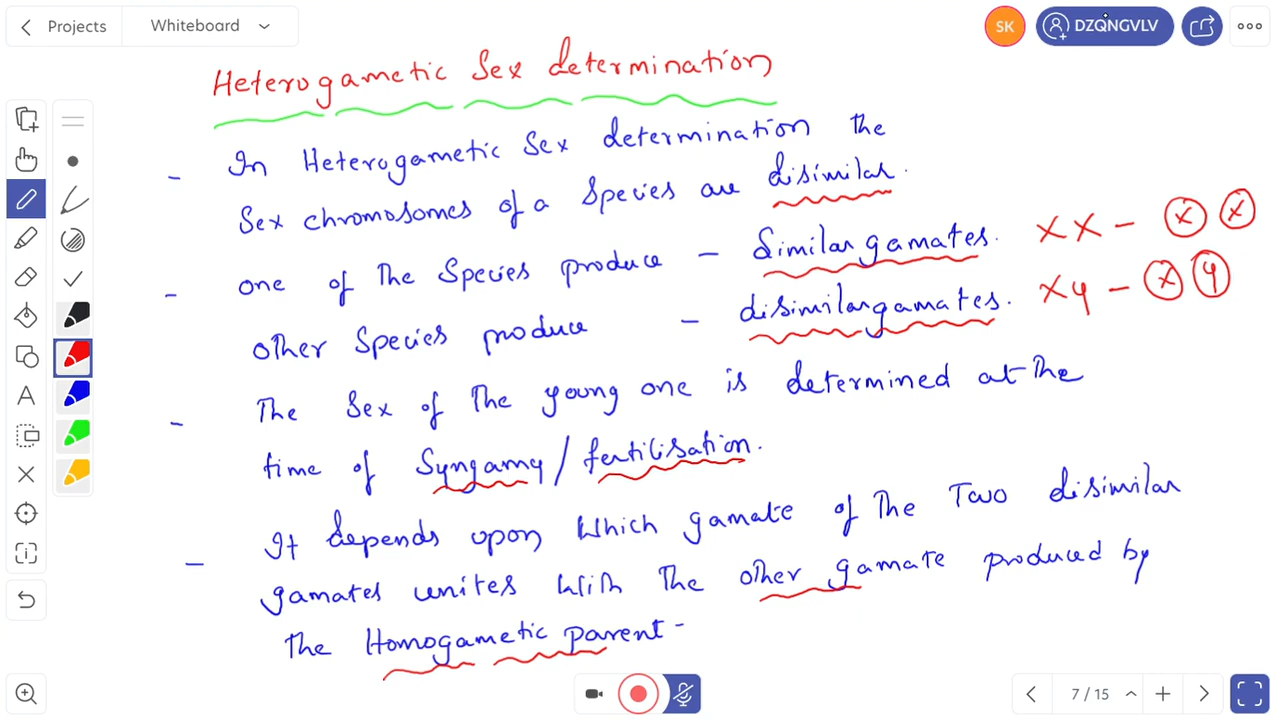 Projects
Whiteboard
SK
DZQNGVLV
Heterogametic Sex determination
- In Heterogametic Sex determination the
Sex chromosomes of a Species are disimilar.
- one of the Species produce - Similar gamates. XX - X X
other Species produce - disimilar gamates. XY - X Y
- The Sex of The young one is determined at the
time of Syngamy / fertilisation.
- It depends upon Which gamate of The Two disimilar
gamates unites With The other gamate produced by
the Homogametic parent -
A
7 / 15